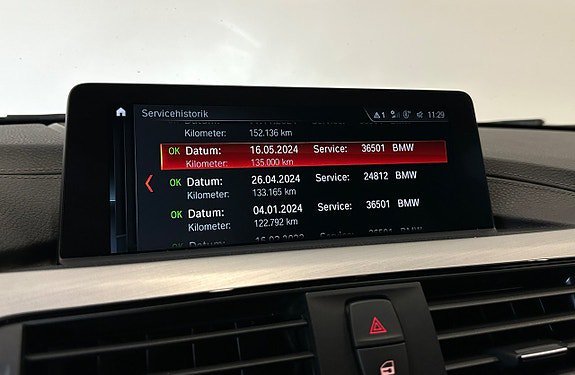 Servicehistorik
1 11:29
Kilometer: 152.136 km
OK Datum: 16.05.2024 Service: 36501 BMW
Kilometer: 135.000 km
OK Datum: 26.04.2024 Service: 24812 BMW
Kilometer: 133.165 km
OK Datum: 04.01.2024 Service: 36501 BMW
Kilometer: 122.792 km